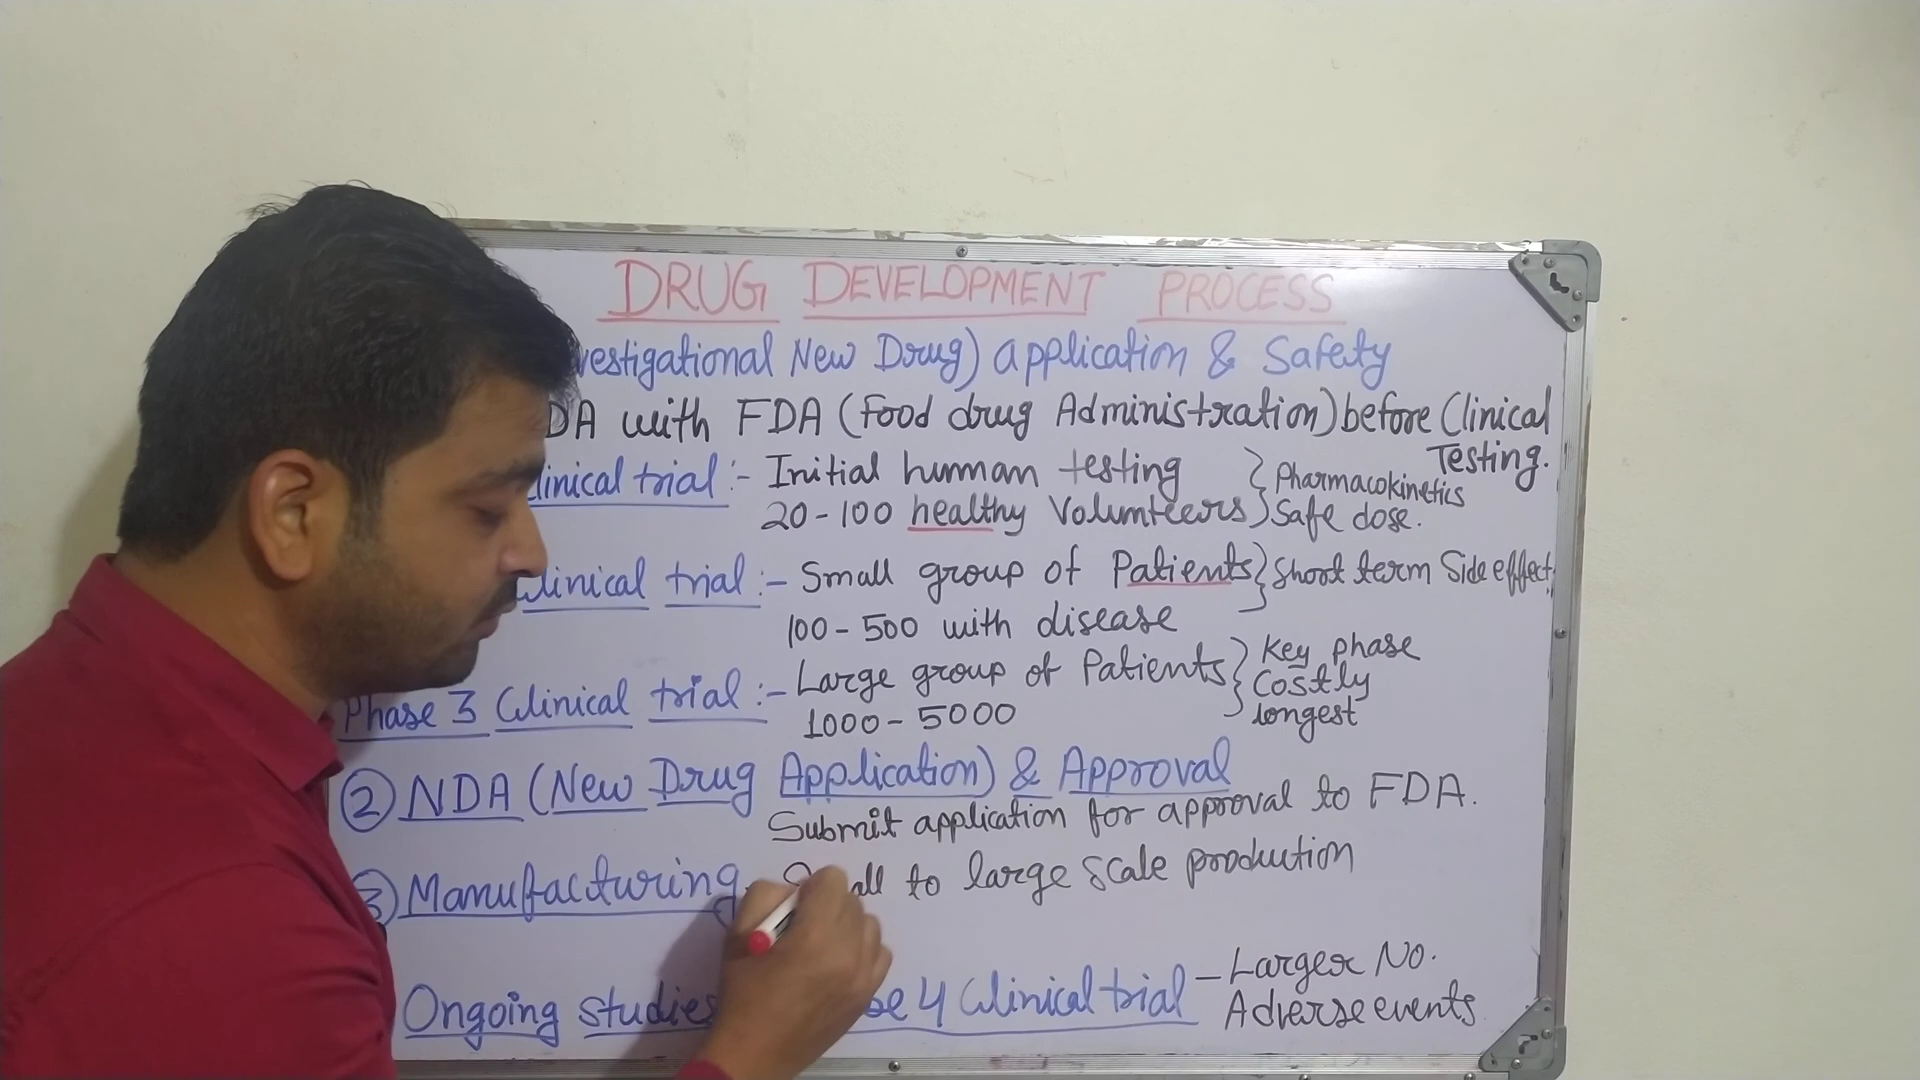 DRUG DEVELOPMENT PROCESS
vestigational New Drug) application & Safety
DA with FDA (Food drug Administration) before Clinical Testing.
linical trial :- Initial human testing } Pharmacokinetics
20-100 healthy Volunteers } Safe dose.
Clinical trial :- Small group of Patients } Short term Side effect
100-500 with disease
Phase 3 Clinical trial :- Large group of Patients } Key phase
1000-5000 Costly
longest
② NDA (New Drug Application) & Approval
Submit application for approval to FDA.
③ Manufacturing to large scale production
Ongoing studies 4 Clinical trial - Larger No.
Adverse events